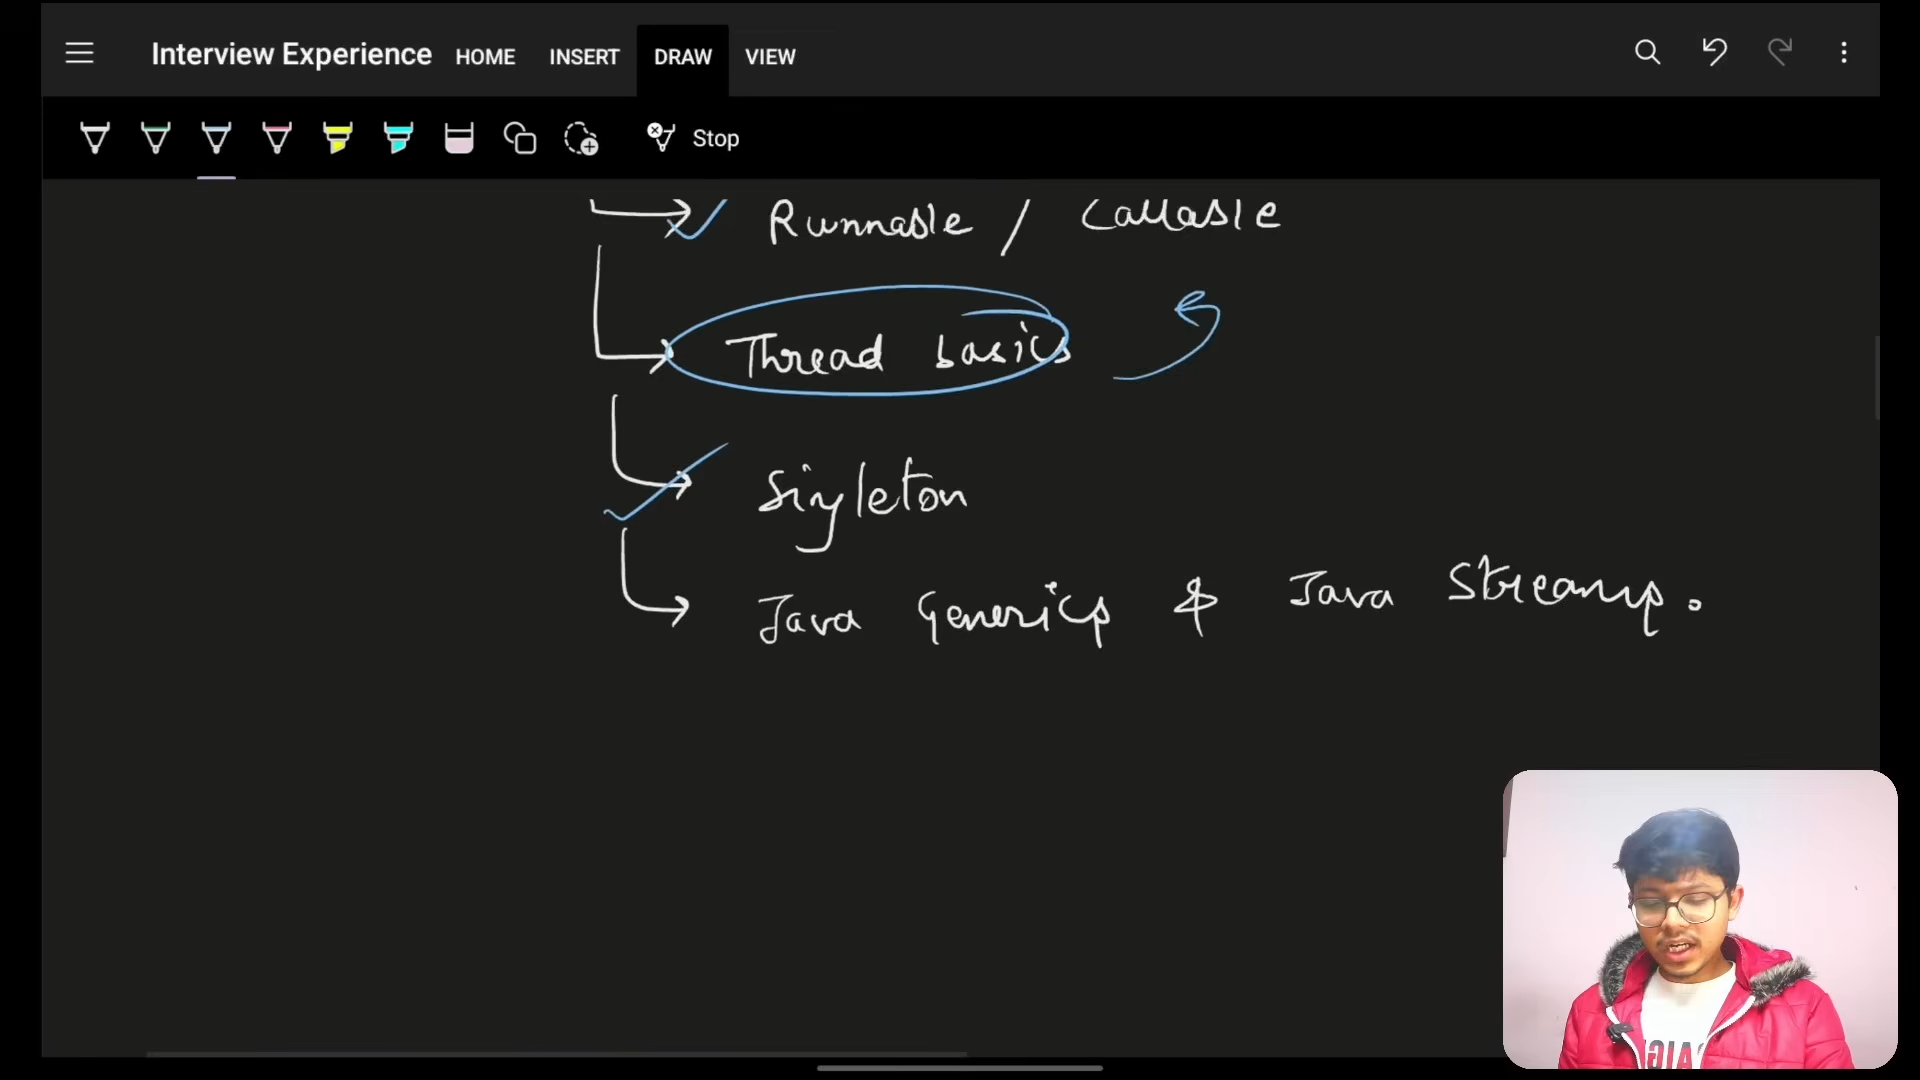 Interview Experience HOME INSERT DRAW VIEW
Stop
Runnable / Callable
Thread basics
Singleton
Java Generics & Java Streams.